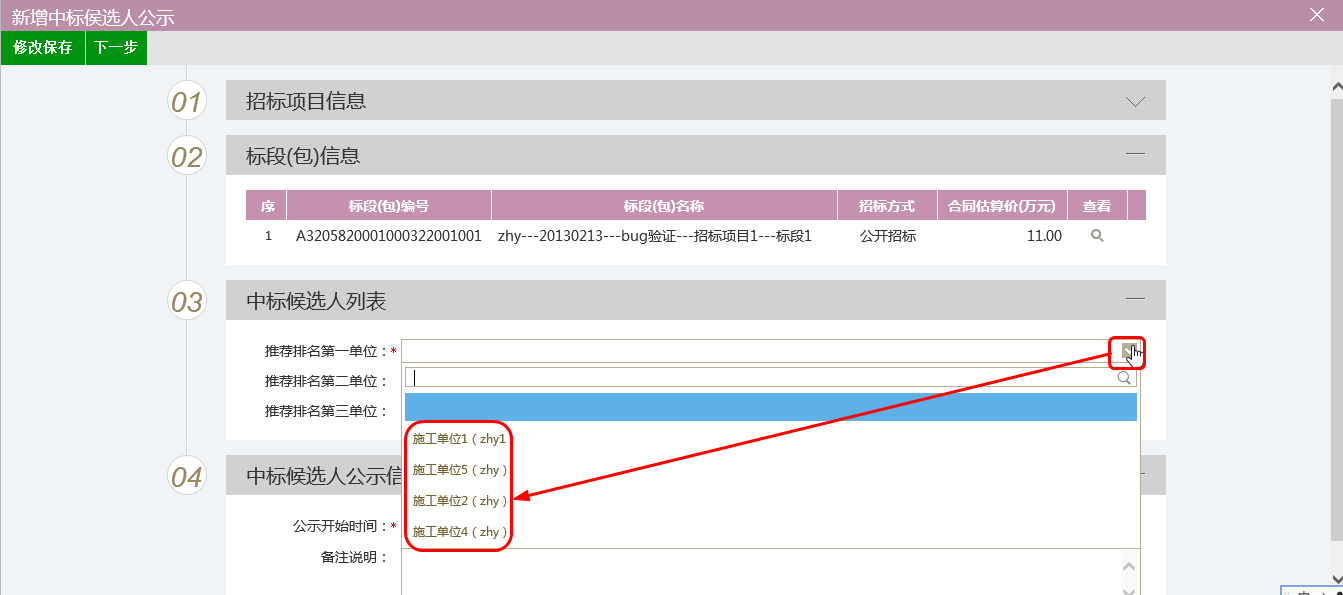 新增中标侯选人公示
修改保存 下一步
01 招标项目信息
02 标段(包)信息
序 标段(包)编号 标段(包)名称 招标方式 合同估算价(万元) 查看
1 A3205820001000322001001 zhy---20130213---bug验证---招标项目1---标段1 公开招标 11.00
03 中标候选人列表
推荐排名第一单位：*
推荐排名第二单位：
推荐排名第三单位：
施工单位1（zhy1
施工单位5（zhy）
施工单位2（zhy）
施工单位4（zhy）
04 中标候选人公示信
公示开始时间：*
备注说明：